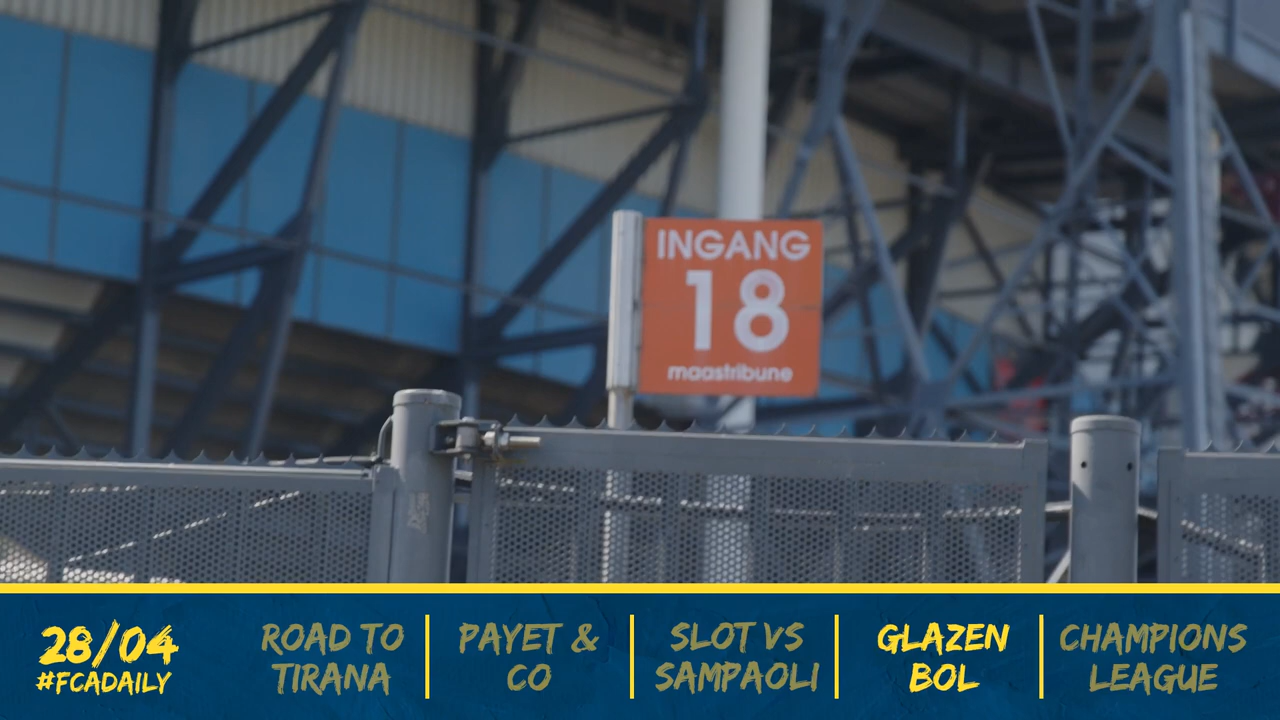 INGANG
18
maastribune
28/04
#FCADAILY
ROAD TO
TIRANA
PAYET &
CO
SLOT VS
SAMPAOLI
GLAZEN
BOL
CHAMPIONS
LEAGUE